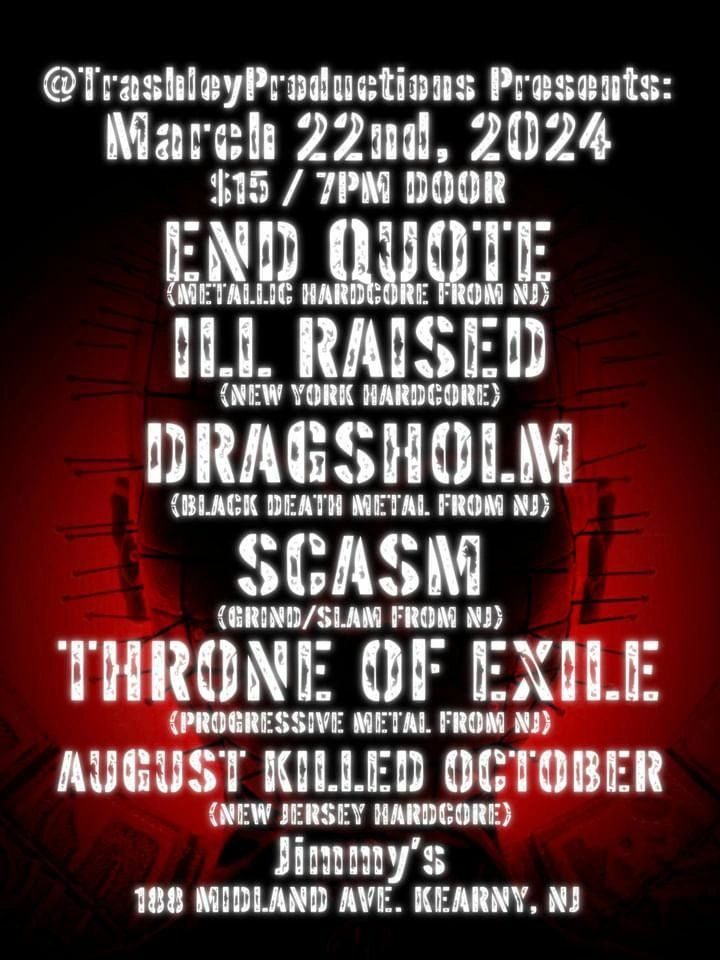 @TrashleyProductions Presents:
March 22nd, 2024
$15 / 7PM DOOR
END QUOTE
(METALLIC HARDCORE FROM NJ)
ILL RAISED
(NEW YORK HARDCORE)
DRAGSHOLM
(BLACK DEATH METAL FROM NJ)
SCASM
(GRIND/SLAM FROM NJ)
THRONE OF EXILE
(PROGRESSIVE METAL FROM NJ)
AUGUST KILLED OCTOBER
(NEW JERSEY HARDCORE)
Jimmy's
188 MIDLAND AVE. KEARNY, NJ